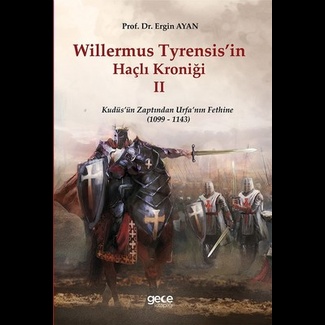 Prof. Dr. Ergin AYAN
Willermus Tyrensis'in
Haçlı Kroniği
II
Kudüs'ün Zaptından Urfa'nın Fethine
(1099 - 1143)
gece